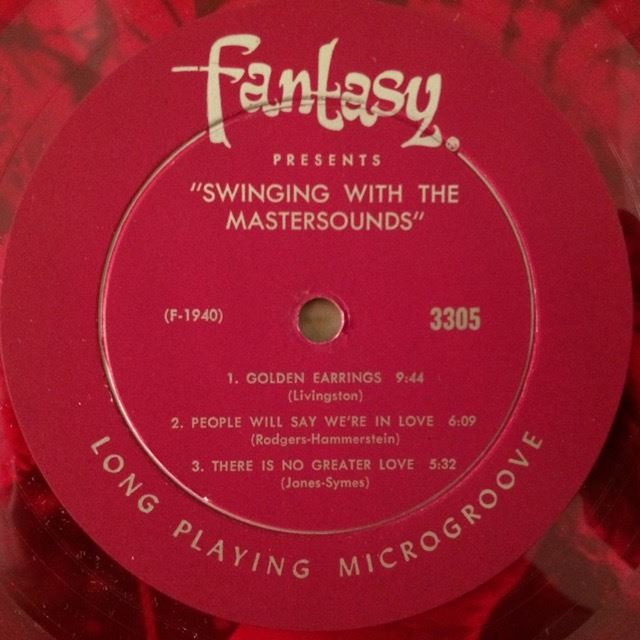 Fantasy
PRESENTS
"SWINGING WITH THE
MASTERSOUNDS"
(F-1940)
3305
1. GOLDEN EARRINGS 9:44
(Livingston)
2. PEOPLE WILL SAY WE'RE IN LOVE 6:09
(Rodgers-Hammerstein)
3. THERE IS NO GREATER LOVE 5:32
(Jones-Symes)
LONG PLAYING MICROGROOVE